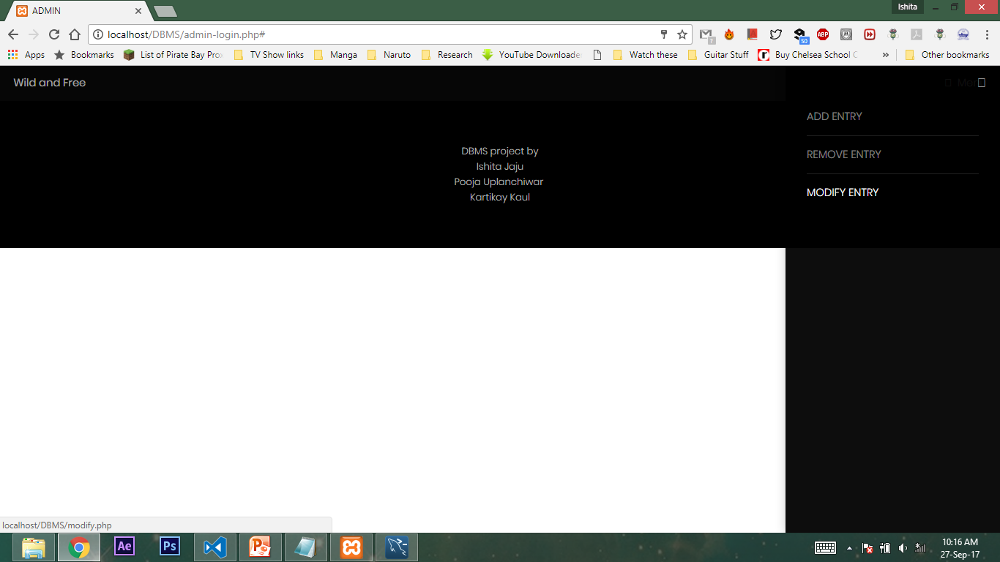 ADMIN
Ishita
localhost/DBMS/admin-login.php#
? 50 ABP
Apps Bookmarks List of Pirate Bay Prox TV Show links Manga Naruto Research YouTube Downloade Watch these Guitar Stuff Buy Chelsea School » Other bookmarks
Wild and Free
ADD ENTRY
REMOVE ENTRY
MODIFY ENTRY
DBMS project by
Ishita Jaju
Pooja Uplanchiwar
Kartikay Kaul
localhost/DBMS/modify.php
Ae Ps
10:16 AM
27-Sep-17